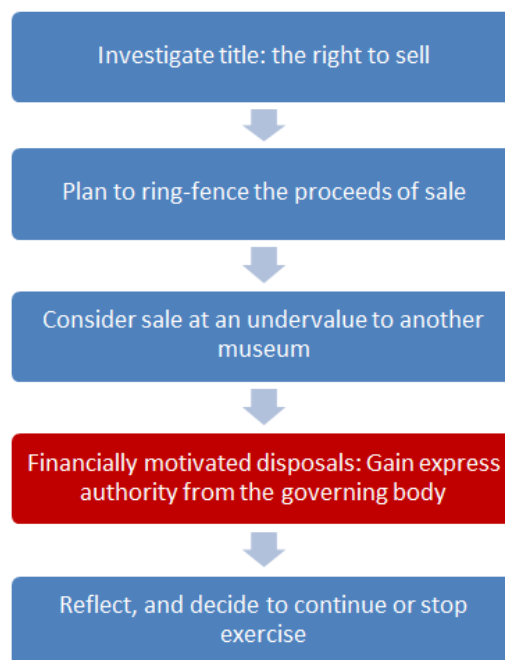 Investigate title: the right to sell
Plan to ring-fence the proceeds of sale
Consider sale at an undervalue to another
museum
Financially motivated disposals: Gain express
authority from the governing body
Reflect, and decide to continue or stop
exercise